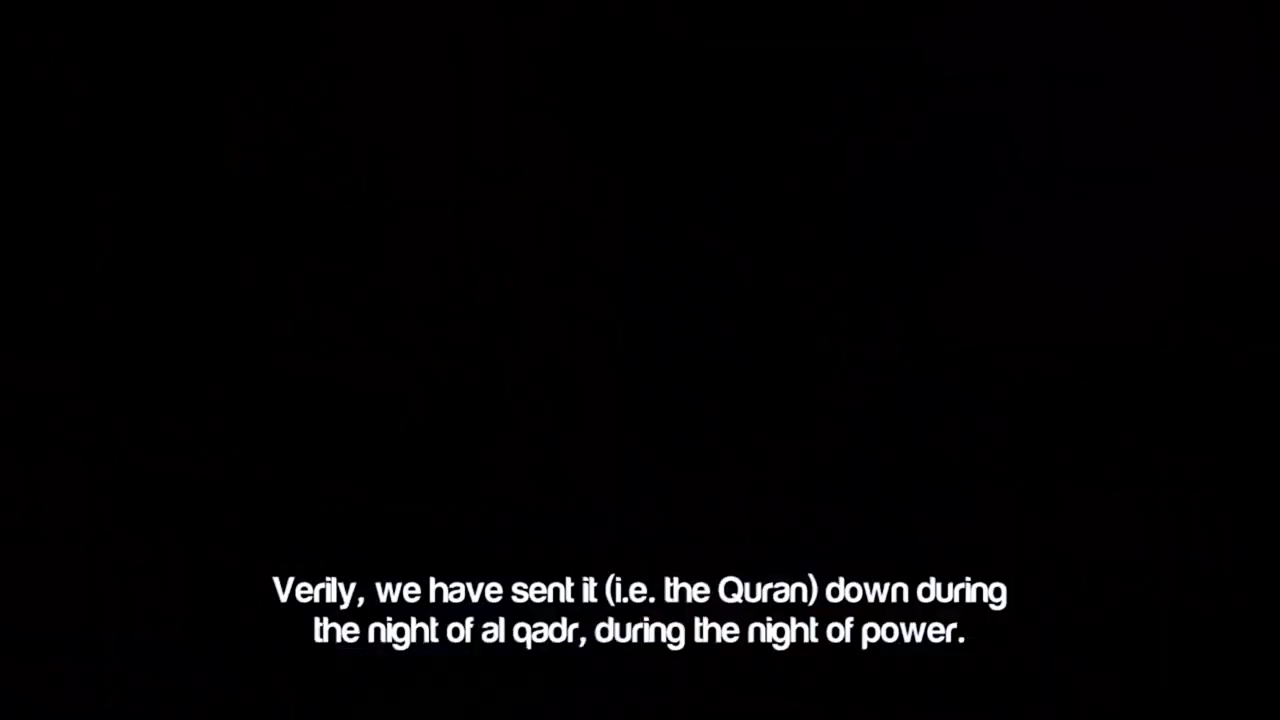 Verily, we have sent it (i.e. the Quran) down during
the night of al qadr, during the night of power.